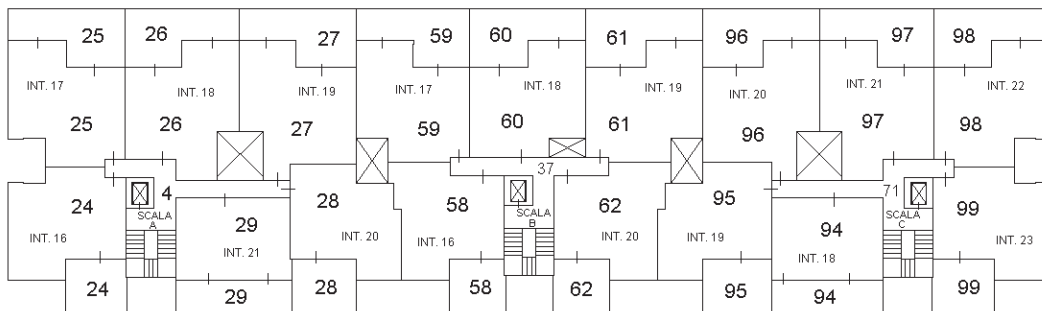 25 26 27 59 60 61 96 97 98
INT. 17 INT. 18 INT. 19 INT. 17 INT. 18 INT. 19 INT. 20 INT. 21 INT. 22
25 26 27 59 60 61 96 97 98
37
4 71
24 29 28 58 62 95 94 99
SCALA A SCALA B SCALA C
INT. 16 INT. 21 INT. 20 INT. 16 INT. 20 INT. 19 INT. 18 INT. 23
24 29 28 58 62 95 94 99